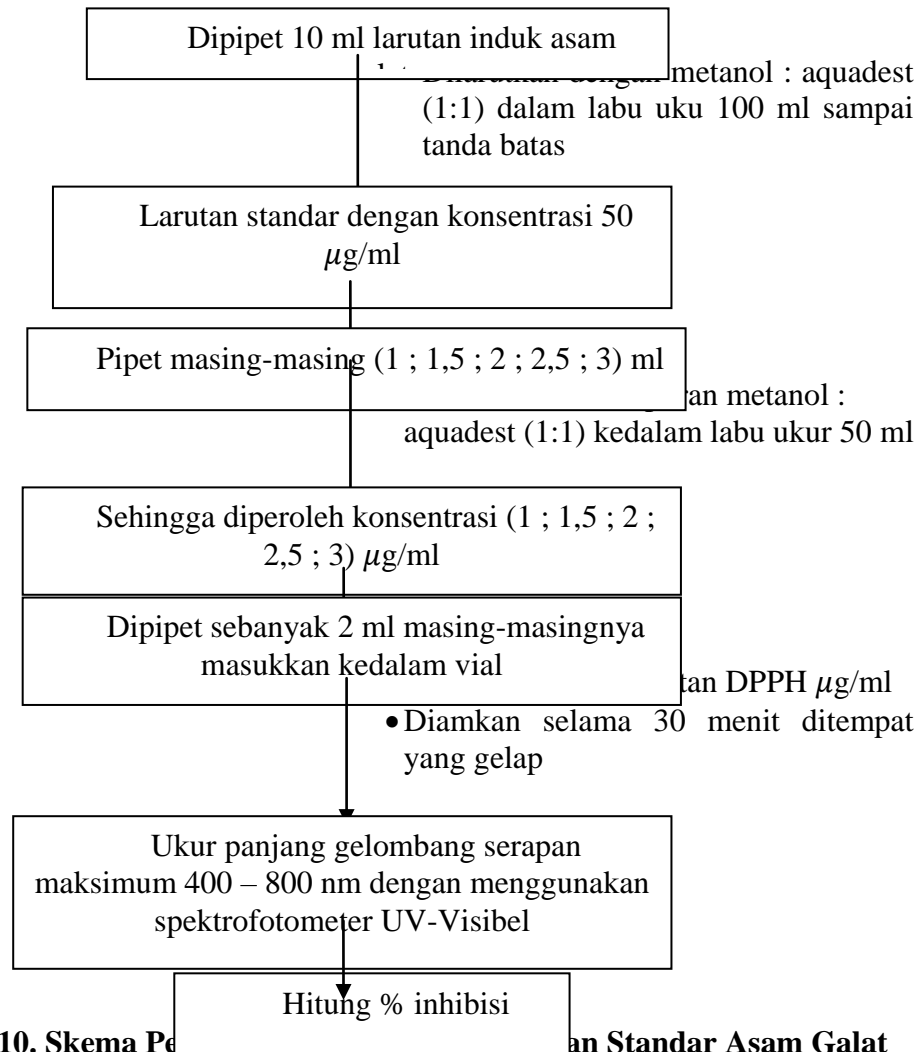 Dipipet 10 ml larutan induk asam
dengan metanol : aquadest
(1:1) dalam labu uku 100 ml sampai
tanda batas
Larutan standar dengan konsentrasi 50
µg/ml
Pipet masing-masing (1 ; 1,5 ; 2 ; 2,5 ; 3) ml
metanol :
aquadest (1:1) kedalam labu ukur 50 ml
Sehingga diperoleh konsentrasi (1 ; 1,5 ; 2 ;
2,5 ; 3) µg/ml
Dipipet sebanyak 2 ml masing-masingnya
masukkan kedalam vial
DPPH µg/ml
•Diamkan selama 30 menit ditempat
yang gelap
Ukur panjang gelombang serapan
maksimum 400 – 800 nm dengan menggunakan
spektrofotometer UV-Visibel
Hitung % inhibisi
10. Skema Standar Asam Galat